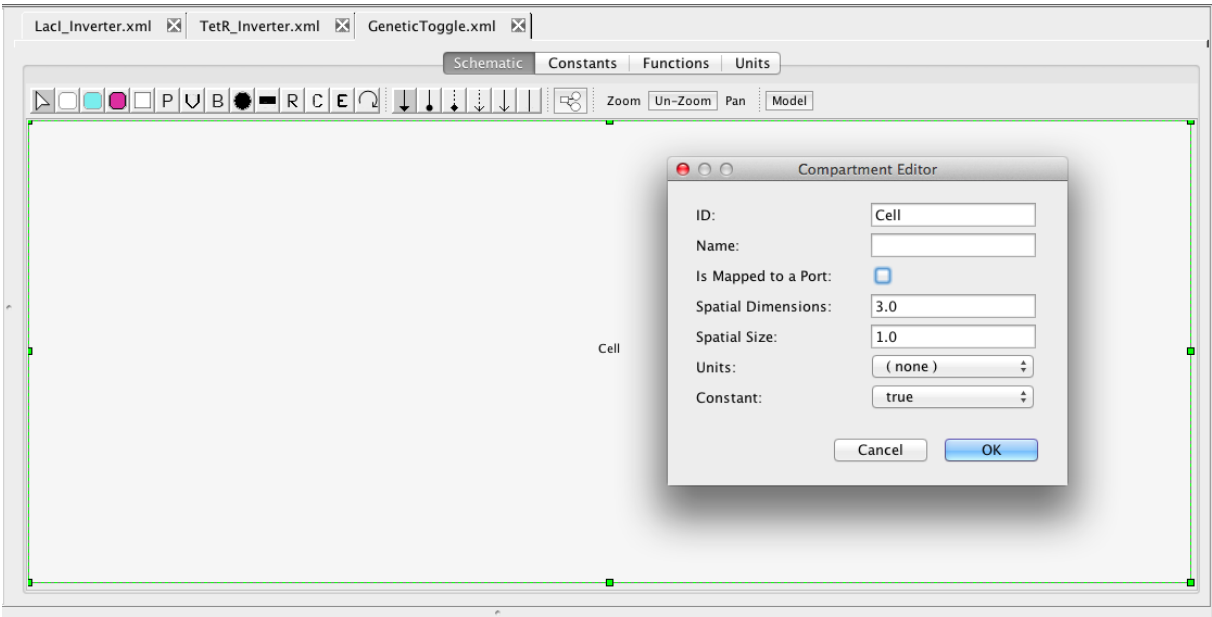 LacI_Inverter.xml TetR_Inverter.xml GeneticToggle.xml
Schematic Constants Functions Units
P V B R C E Zoom Un-Zoom Pan Model
Compartment Editor
ID: Cell
Name:
Is Mapped to a Port:
Spatial Dimensions: 3.0
Spatial Size: 1.0
Cell
Units: ( none )
Constant: true
Cancel OK